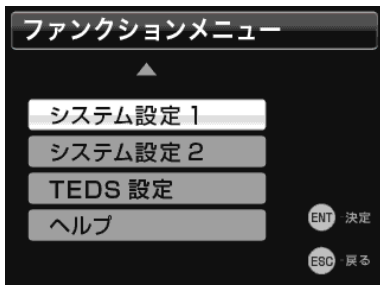 ファンクションメニュー
システム設定1
システム設定2
TEDS 設定
ヘルプ
ENT -決定
ESC -戻る